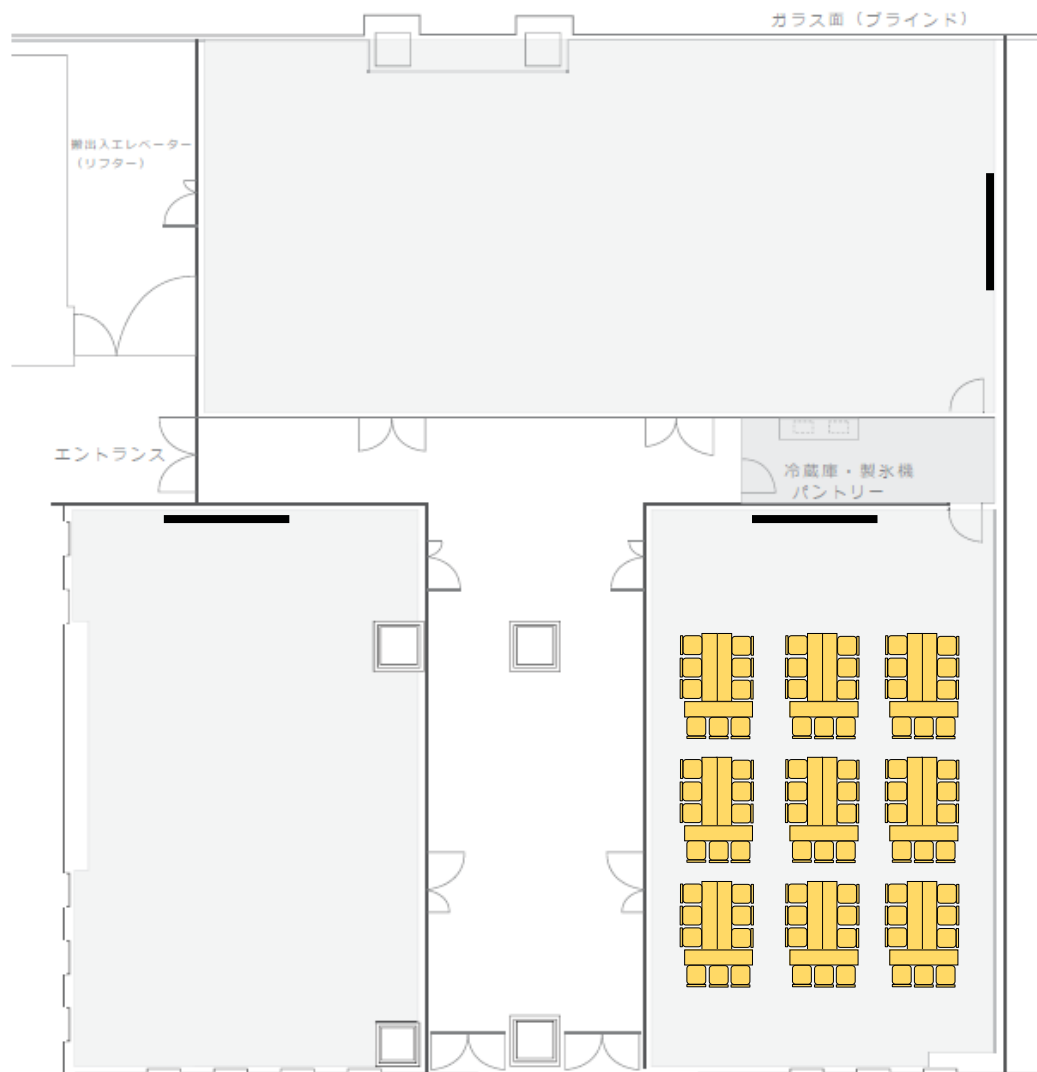 ガラス面（ブラインド）
搬出入エレベーター
（リフター）
エントランス
冷蔵庫・製氷機
パントリー